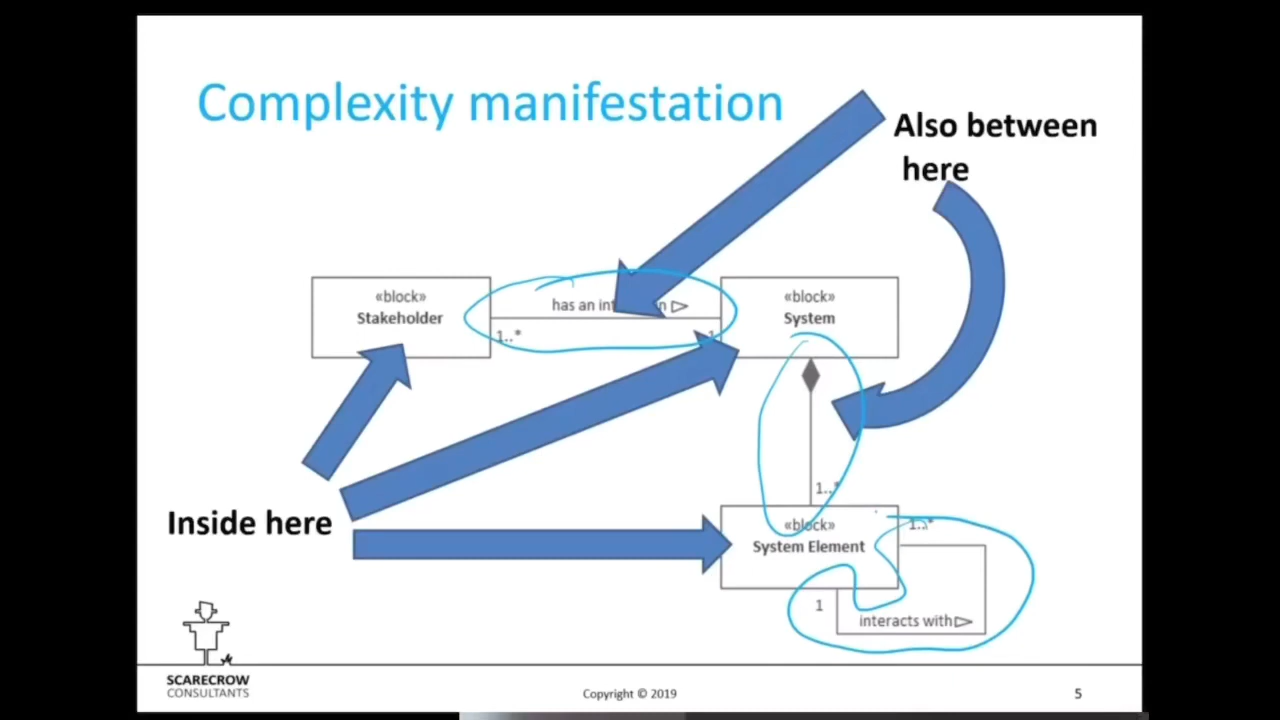 Complexity manifestation
Also between
here
«block»
Stakeholder
has an
1..*
1
«block»
System
1..*
Inside here
«block»
System Element
1..*
1
interacts with
SCARECROW
CONSULTANTS
Copyright © 2019
5